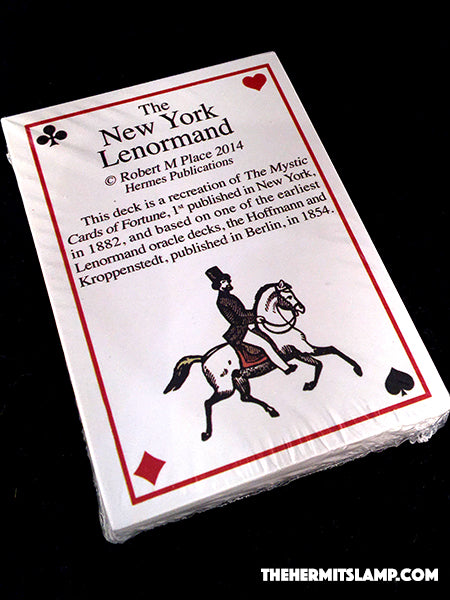 The
New York
Lenormand
© Robert M Place 2014
Hermes Publications
This deck is a recreation of The Mystic
Cards of Fortune, 1st published in New York,
in 1882, and based on one of the earliest
Lenormand oracle decks, the Hoffmann and
Kroppenstedt, published in Berlin, in 1854.
THEHERMITSLAMP.COM